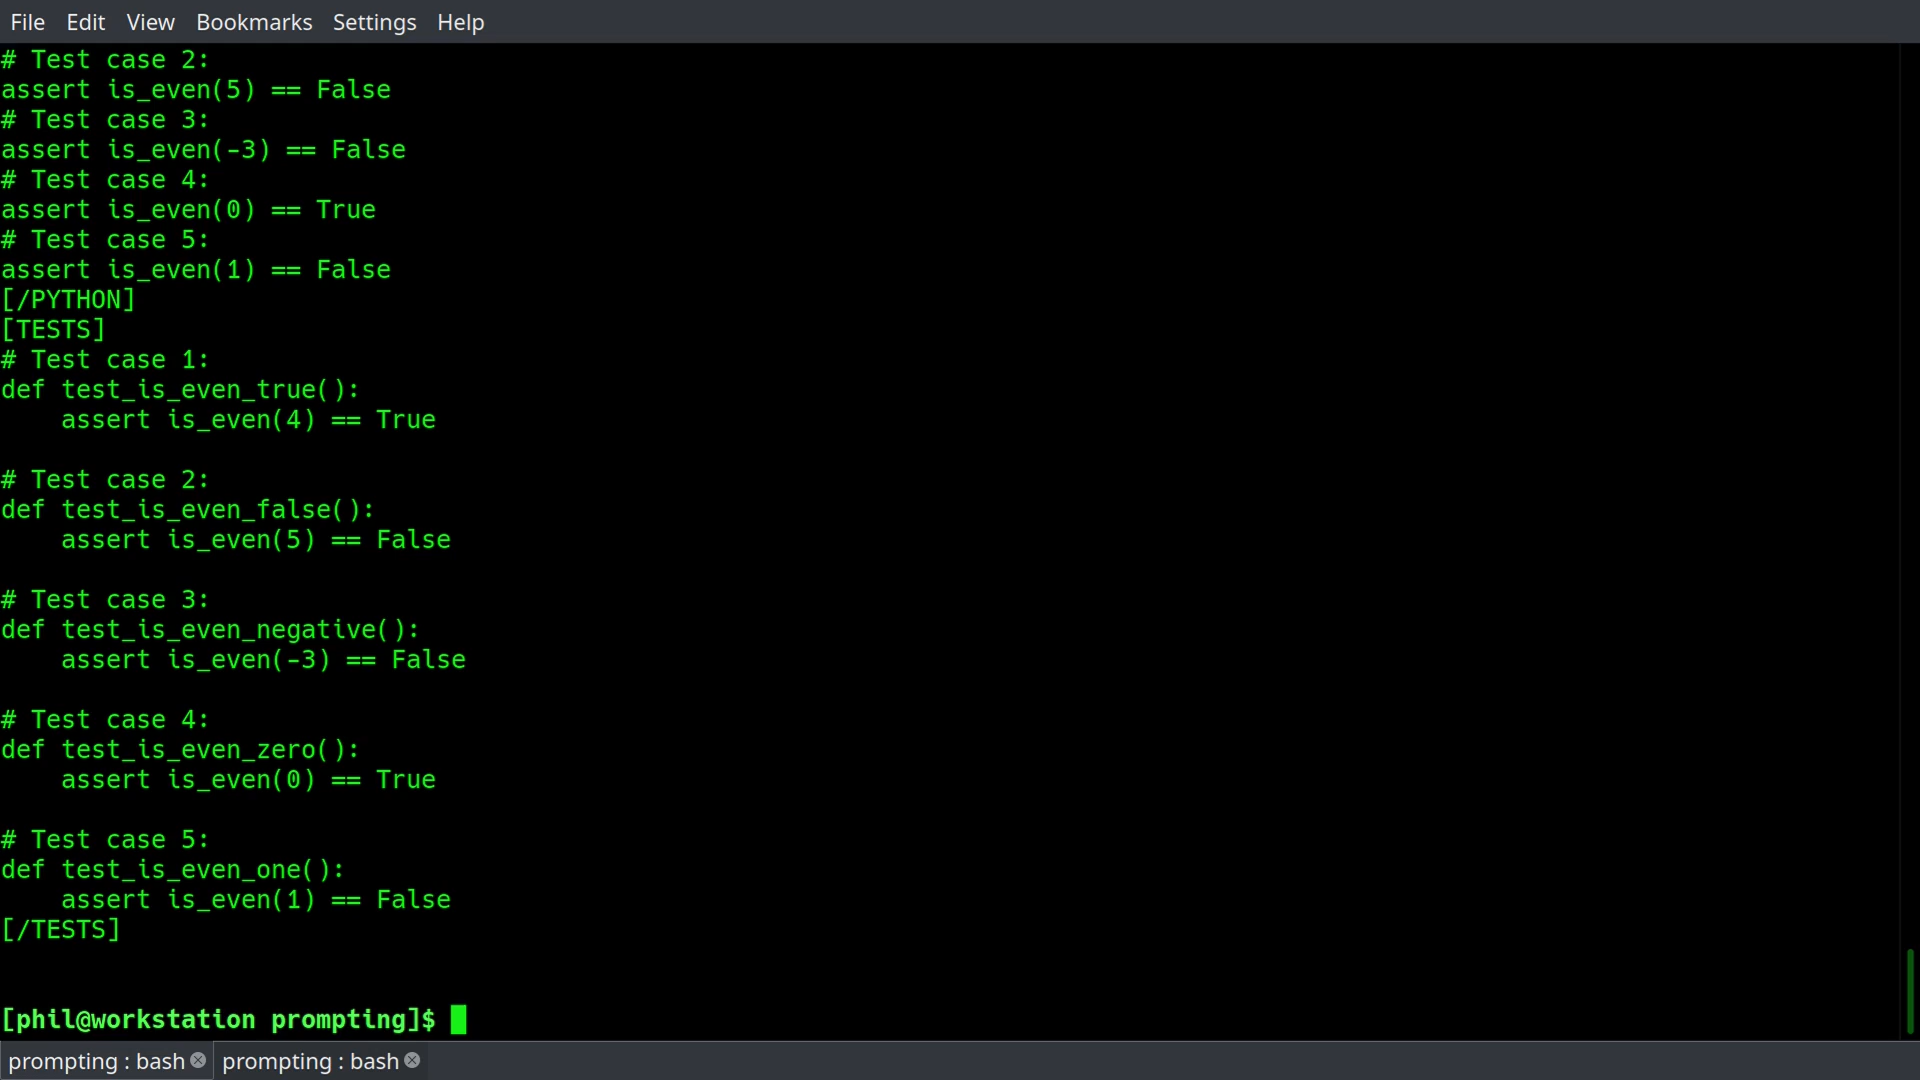 File Edit View Bookmarks Settings Help
# Test case 2:
assert is_even(5) == False
# Test case 3:
assert is_even(-3) == False
# Test case 4:
assert is_even(0) == True
# Test case 5:
assert is_even(1) == False
[/PYTHON]
[TESTS]
# Test case 1:
def test_is_even_true():
    assert is_even(4) == True

# Test case 2:
def test_is_even_false():
    assert is_even(5) == False

# Test case 3:
def test_is_even_negative():
    assert is_even(-3) == False

# Test case 4:
def test_is_even_zero():
    assert is_even(0) == True

# Test case 5:
def test_is_even_one():
    assert is_even(1) == False
[/TESTS]

[phil@workstation prompting]$
prompting : bash prompting : bash